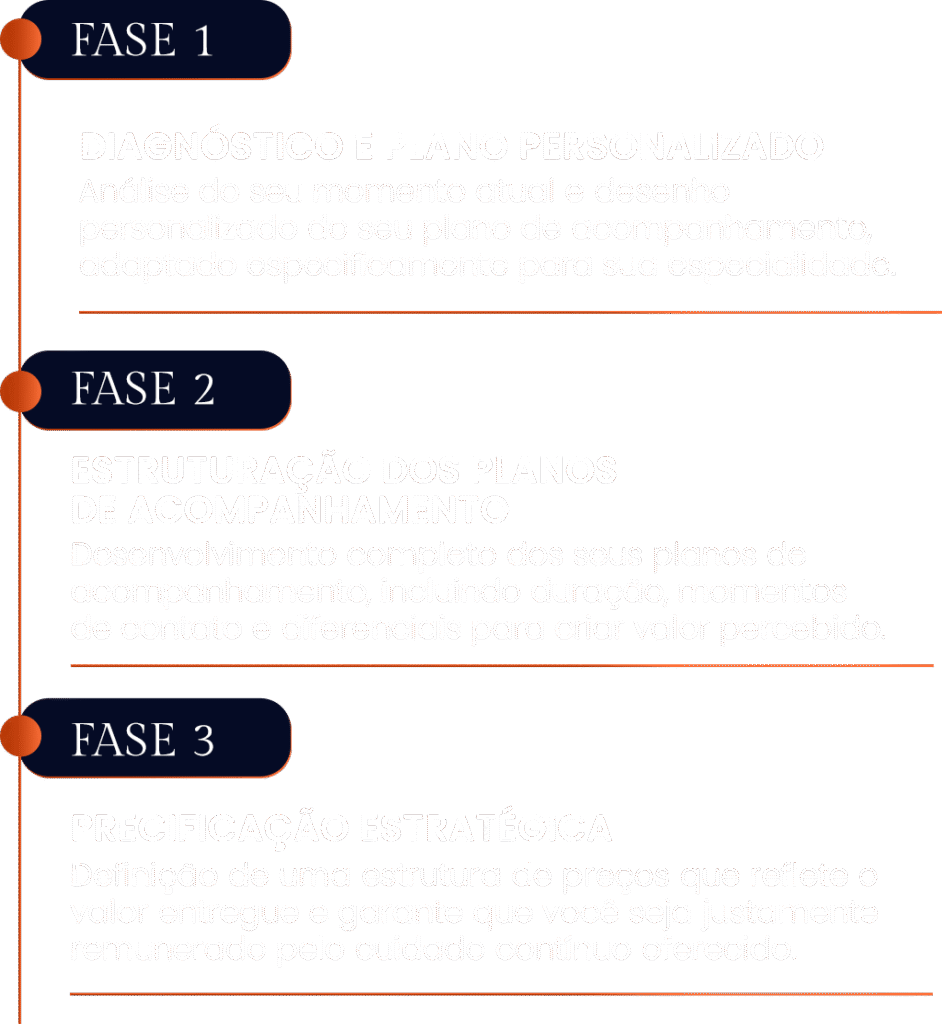 FASE 1
DIAGNÓSTICO E PLANO PERSONALIZADO
Análise do seu momento atual e desenho
personalizado do seu plano de acompanhamento,
adaptado especificamente para sua especialidade.
FASE 2
ESTRUTURAÇÃO DOS PLANOS
DE ACOMPANHAMENTO
Desenvolvimento completo dos seus planos de
acompanhamento, incluindo duração, momentos
de contato e diferenciais para criar valor percebido.
FASE 3
PRECIFICAÇÃO ESTRATÉGICA
Definição de uma estrutura de preços que reflete o
valor entregue e garante que você seja justamente
remunerado pelo cuidado contínuo oferecido.